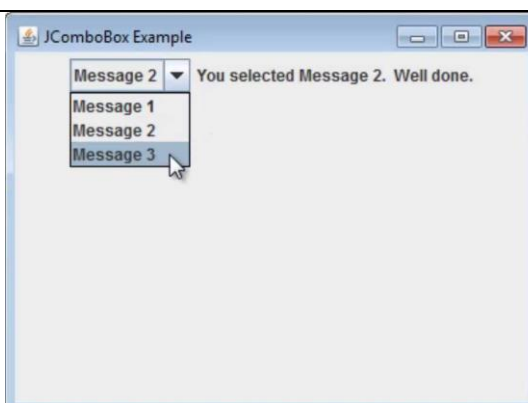 JComboBox Example
Message 2 You selected Message 2.  Well done.
Message 1
Message 2
Message 3